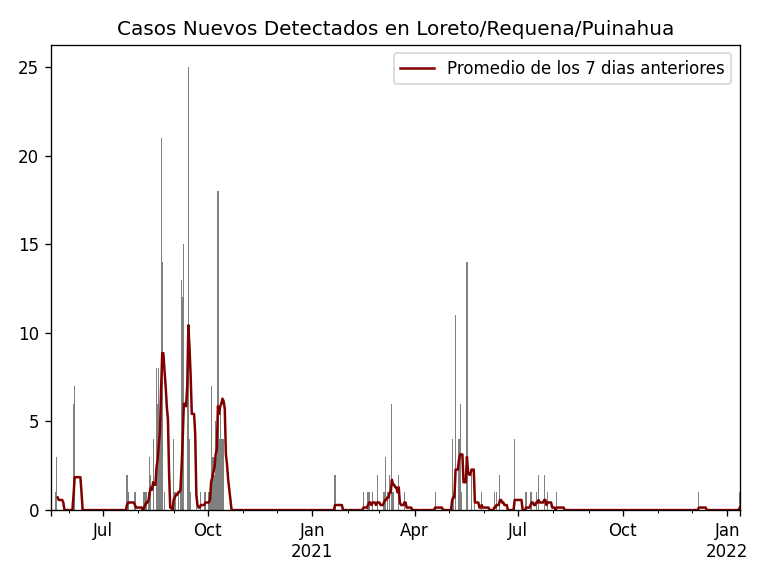 Casos Nuevos Detectados en Loreto/Requena/Puinahua
Promedio de los 7 dias anteriores
25
20
15
10
5
0
Jul
Oct
Jan
2021
Apr
Jul
Oct
Jan
2022